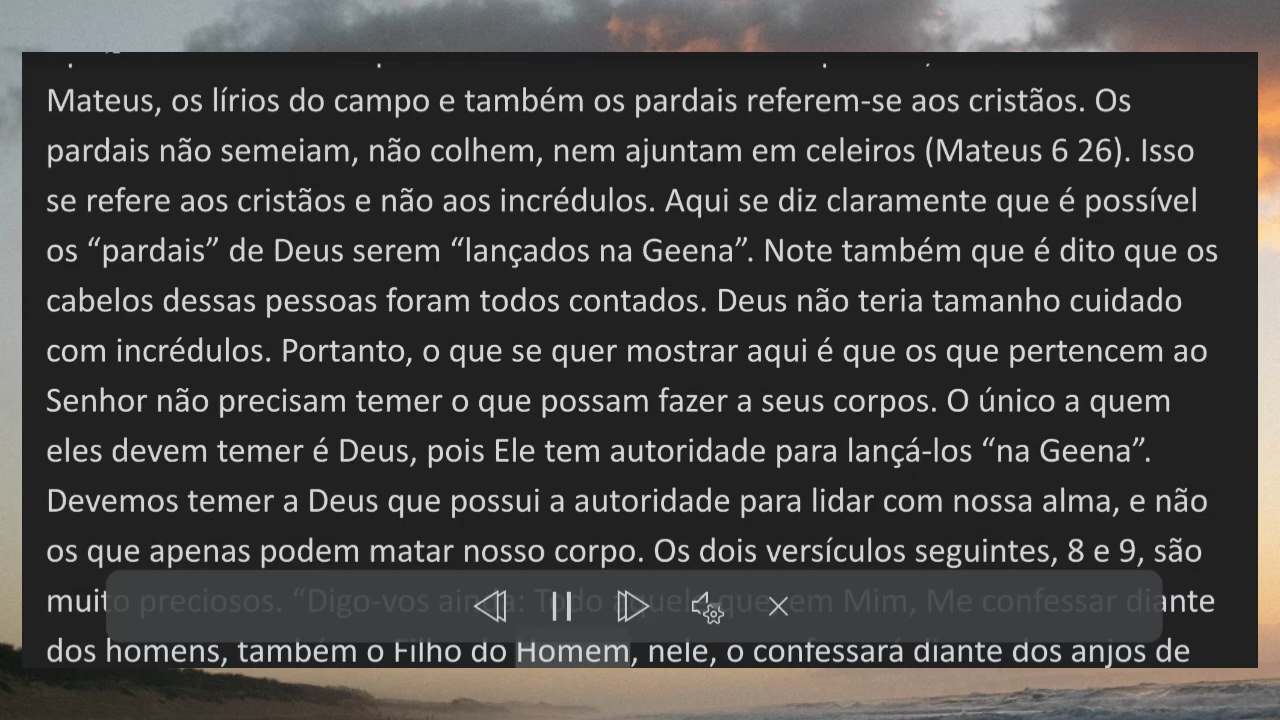 Mateus, os lírios do campo e também os pardais referem-se aos cristãos. Os
pardais não semeiam, não colhem, nem ajuntam em celeiros (Mateus 6 26). Isso
se refere aos cristãos e não aos incrédulos. Aqui se diz claramente que é possível
os “pardais” de Deus serem “lançados na Geena”. Note também que é dito que os
cabelos dessas pessoas foram todos contados. Deus não teria tamanho cuidado
com incrédulos. Portanto, o que se quer mostrar aqui é que os que pertencem ao
Senhor não precisam temer o que possam fazer a seus corpos. O único a quem
eles devem temer é Deus, pois Ele tem autoridade para lançá-los “na Geena”.
Devemos temer a Deus que possui a autoridade para lidar com nossa alma, e não
os que apenas podem matar nosso corpo. Os dois versículos seguintes, 8 e 9, são
muito preciosos. “Digo-vos ainda: Todo aquele que em Mim, Me confessar diante
dos homens, também o Filho do Homem, nele, o confessará diante dos anjos de